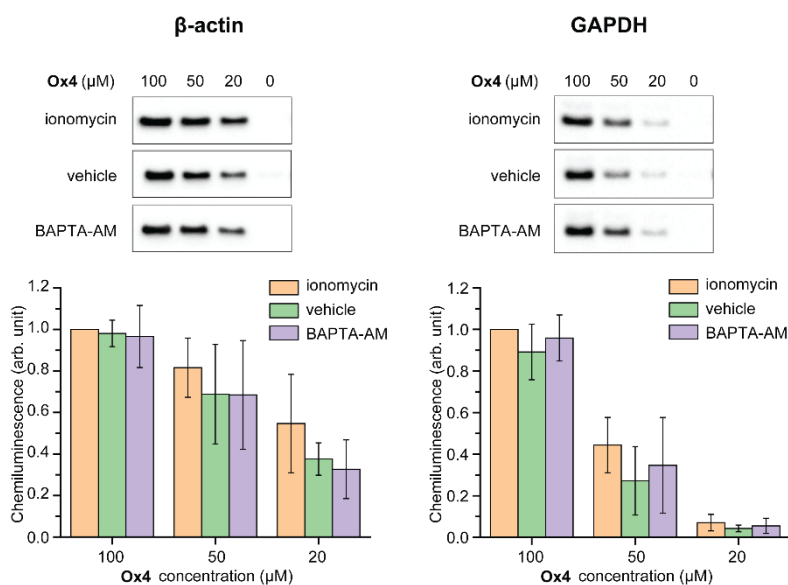 β-actin
Ox4 (μM) 100 50 20 0
ionomycin
vehicle
BAPTA-AM
1.2
1.0
0.8
0.6
0.4
0.2
0.0
Chemiluminescence (arb. unit)
ionomycin
vehicle
BAPTA-AM
100 50 20
Ox4 concentration (μM)
GAPDH
Ox4 (μM) 100 50 20 0
ionomycin
vehicle
BAPTA-AM
1.2
1.0
0.8
0.6
0.4
0.2
0.0
Chemiluminescence (arb. unit)
ionomycin
vehicle
BAPTA-AM
100 50 20
Ox4 concentration (μM)